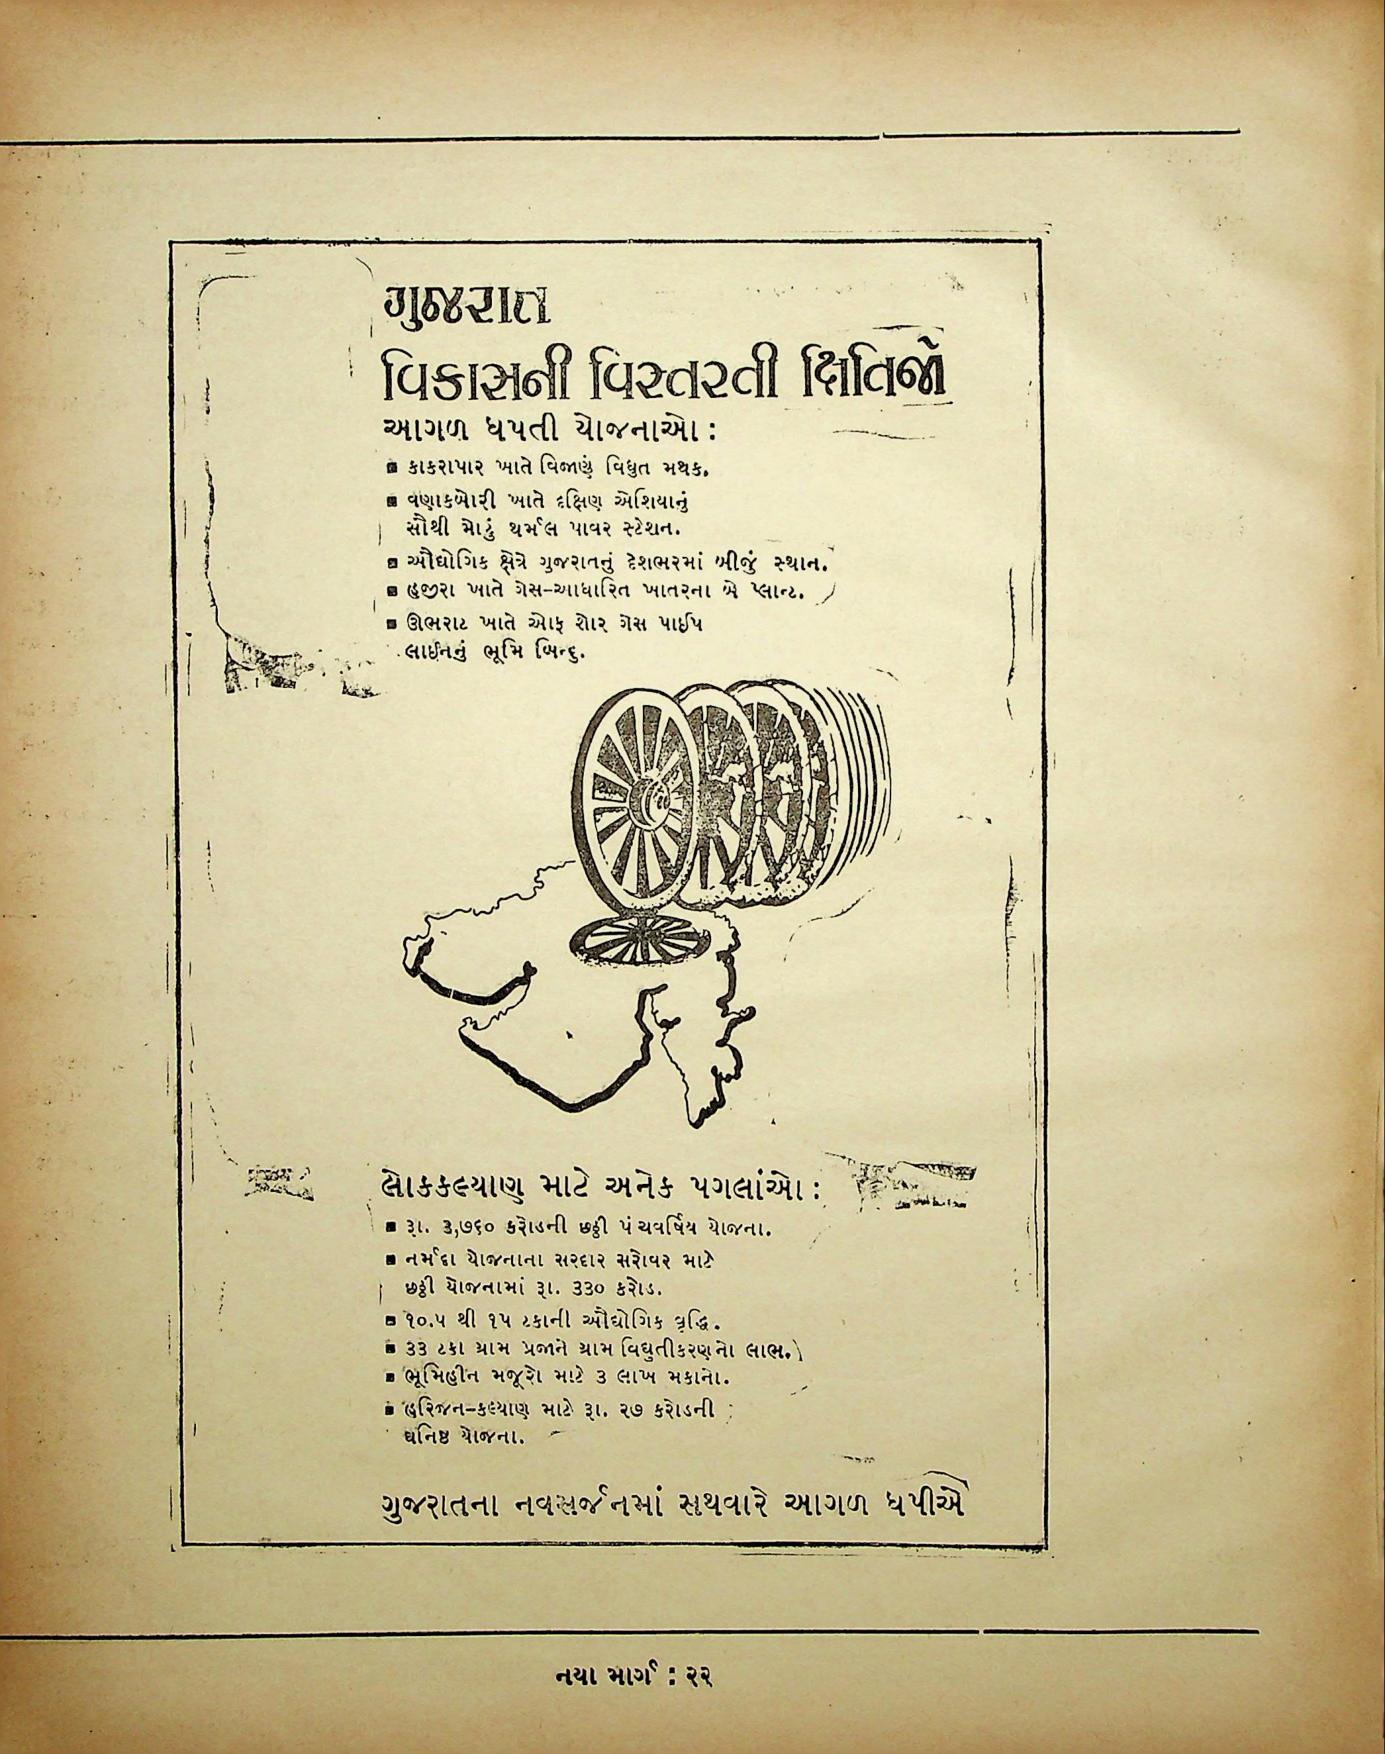 ગુજરાત
વિકાસની વિસ્તરતી ક્ષિતિજો
આગળ ધપતી યોજનાઓ :
▪ કાકરાપાર ખાતે વિજાણું વિધુત મથક.
▪ વણાકબોરી ખાતે દક્ષિણ એશિયાનું
સૌથી મોટું થર્મલ પાવર સ્ટેશન.
▪ ઔદ્યોગિક ક્ષેત્રે ગુજરાતનું દેશભરમાં બીજું સ્થાન.
▪ હજીરા ખાતે ગેસ-આધારિત ખાતરના બે પ્લાન્ટ.
▪ ઊભરાટ ખાતે ઓફ શોર ગેસ પાઈપ
લાઈનનું ભૂમિ બિન્દુ.
લોકકલ્યાણ માટે અનેક પગલાંઓ :
▪ રૂા. ૩,૭૬૦ કરોડની છઠ્ઠી પંચવર્ષિય યોજના.
▪ નર્મદા યોજનાના સરદાર સરોવર માટે
છઠ્ઠી યોજનામાં રૂા. ૩૩૦ કરોડ.
▪ ૧૦.૫ થી ૧૫ ટકાની ઔદ્યોગિક વૃદ્ધિ.
▪ ૩૩ ટકા ગ્રામ પ્રજાને ગ્રામ વિદ્યુતીકરણનો લાભ.
▪ ભૂમિહીન મજૂરો માટે ૩ લાખ મકાનો.
▪ હરિજન-કલ્યાણ માટે રૂા. ૨૭ કરોડની
ઘનિષ્ઠ યોજના.
ગુજરાતના નવસર્જનમાં સથવારે આગળ ધપીએ
નયા માર્ગ : ૨૨